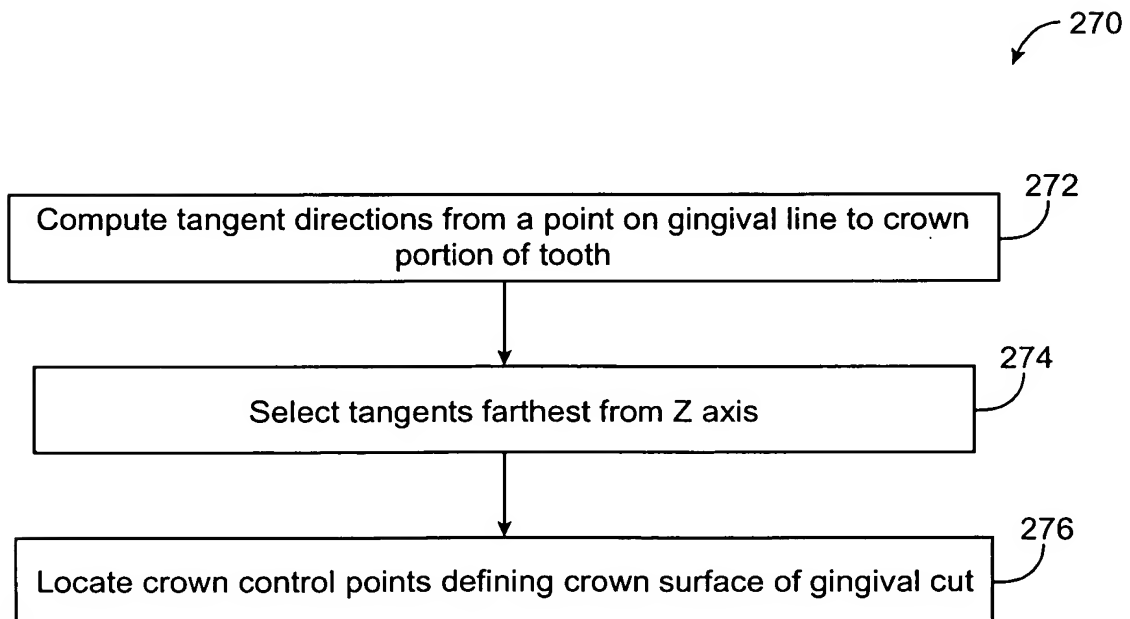 270
272
Compute tangent directions from a point on gingival line to crown
portion of tooth
274
Select tangents farthest from Z axis
276
Locate crown control points defining crown surface of gingival cut